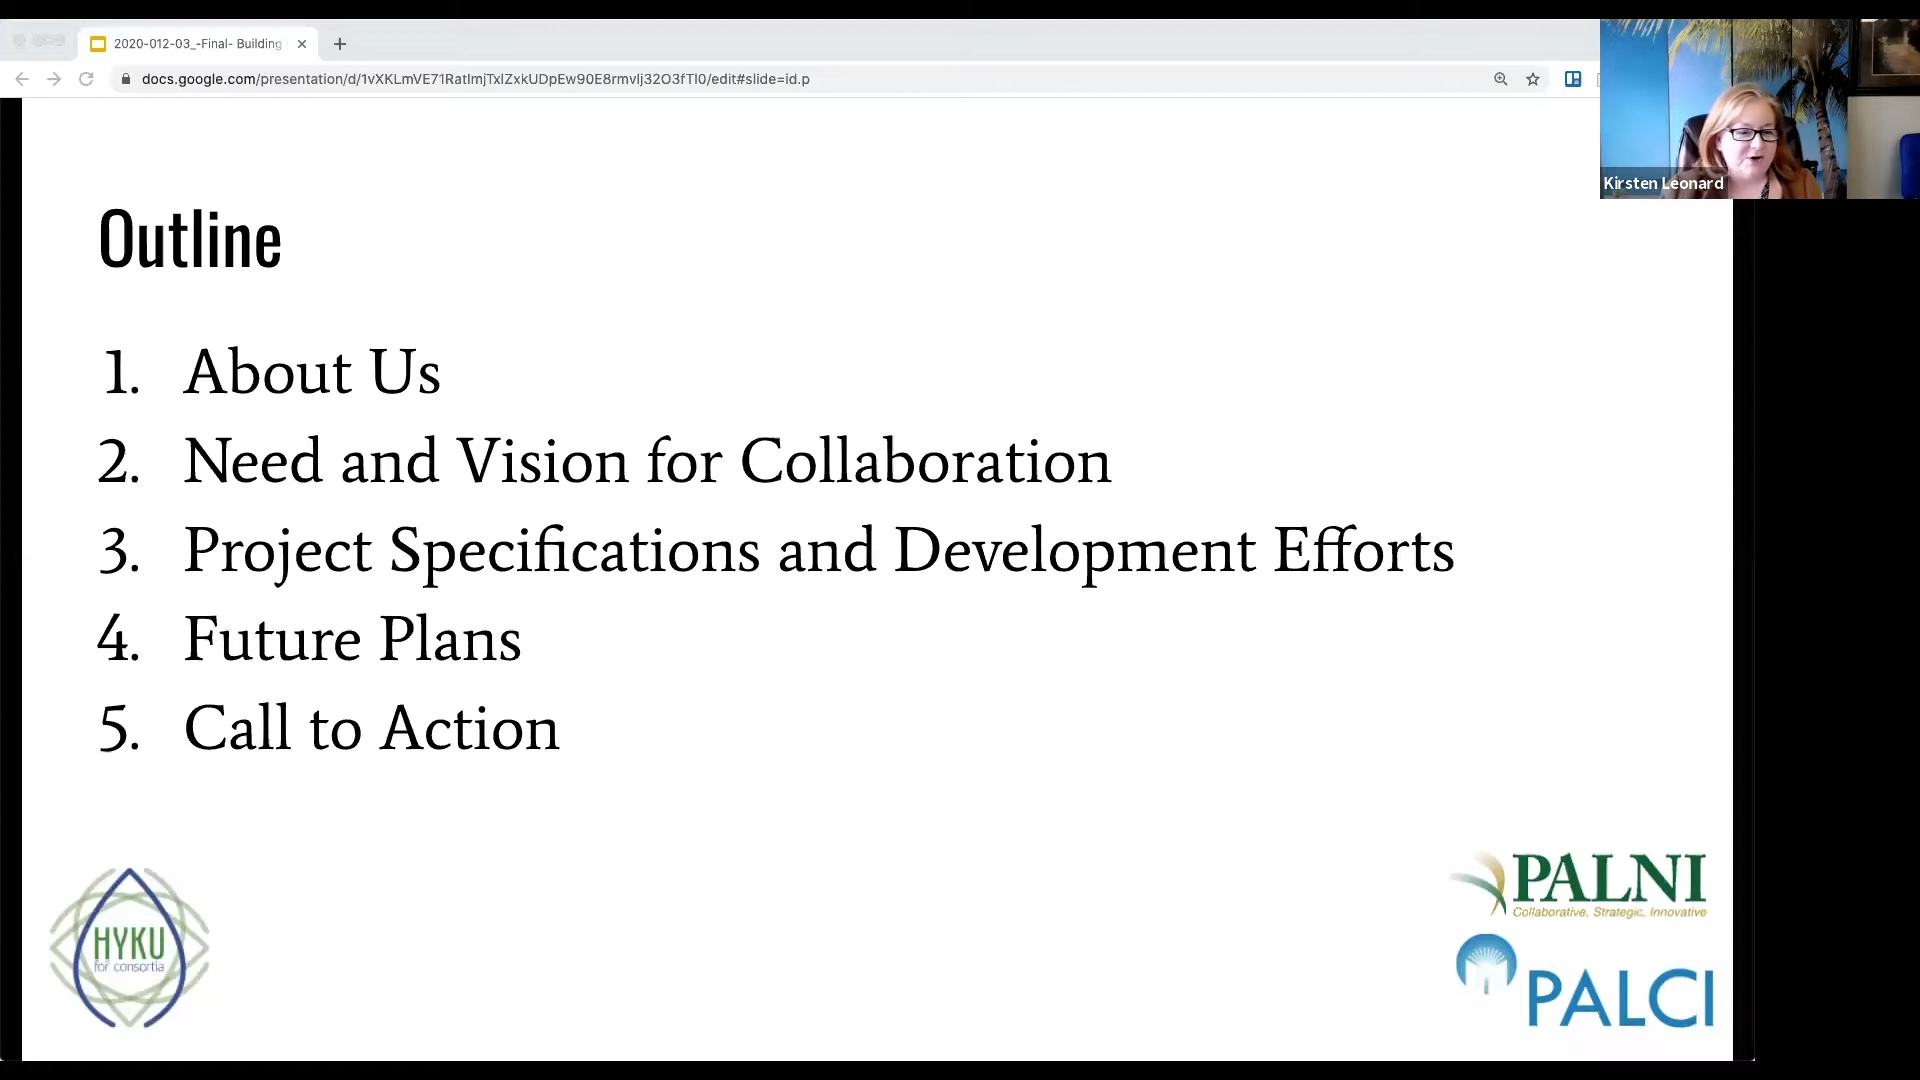 2020-012-03_-Final- Building
docs.google.com/presentation/d/1vXKLmVE71RatImjTxlZxkUDpEw90E8rmvlj32O3fTI0/edit#slide=id.p
Kirsten Leonard
Outline
1. About Us
2. Need and Vision for Collaboration
3. Project Specifications and Development Efforts
4. Future Plans
5. Call to Action
HYKU
for consortia
PALNI
Collaborative, Strategic, Innovative
PALCI